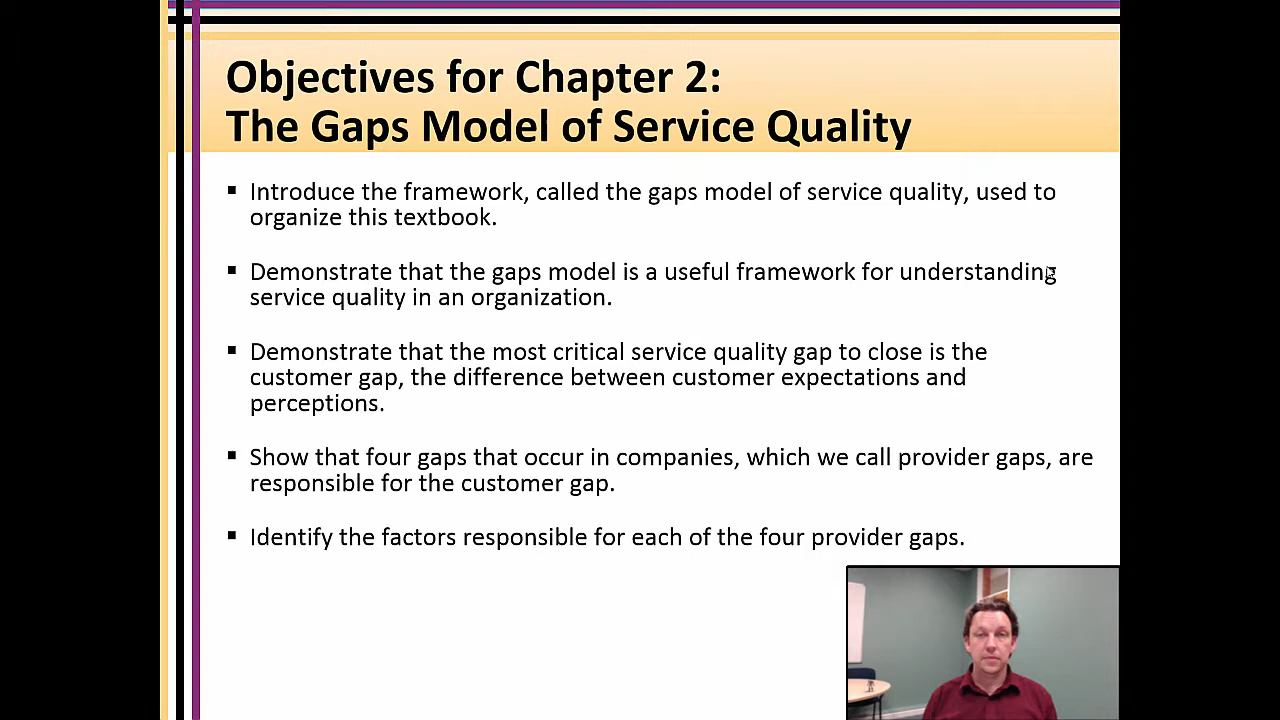 Objectives for Chapter 2:
The Gaps Model of Service Quality
▪ Introduce the framework, called the gaps model of service quality, used to
organize this textbook.
▪ Demonstrate that the gaps model is a useful framework for understanding
service quality in an organization.
▪ Demonstrate that the most critical service quality gap to close is the
customer gap, the difference between customer expectations and
perceptions.
▪ Show that four gaps that occur in companies, which we call provider gaps, are
responsible for the customer gap.
▪ Identify the factors responsible for each of the four provider gaps.